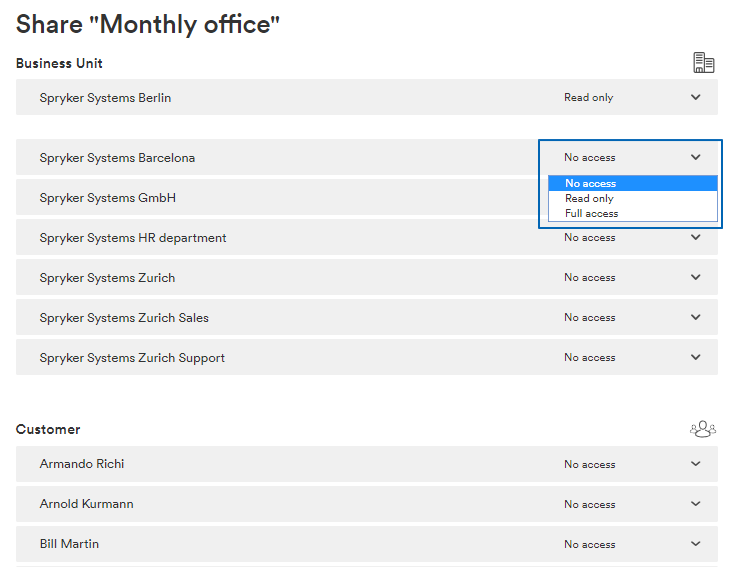 Share "Monthly office"
Business Unit
Spryker Systems Berlin Read only
Spryker Systems Barcelona No access
No access
Spryker Systems GmbH
Read only
Full access
Spryker Systems HR department No access
Spryker Systems Zurich No access
Spryker Systems Zurich Sales No access
Spryker Systems Zurich Support No access
Customer
Armando Richi No access
Arnold Kurmann No access
Bill Martin No access